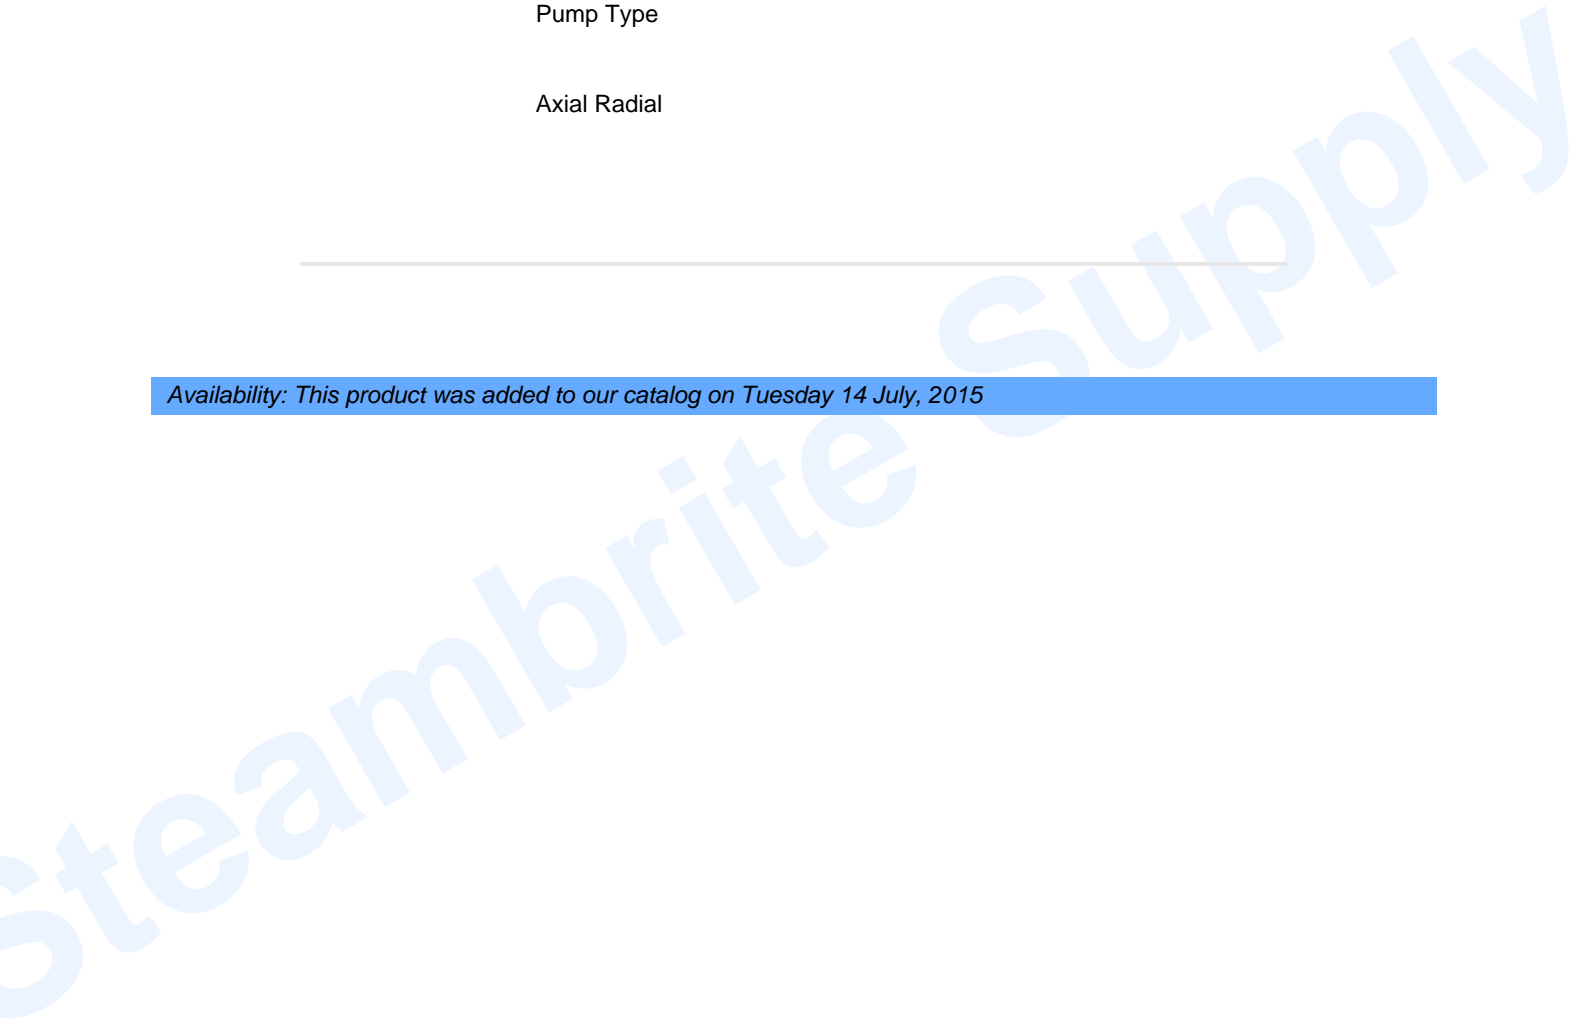 Pump Type
Axial Radial
Availability: This product was added to our catalog on Tuesday 14 July, 2015
Steambrite Supply